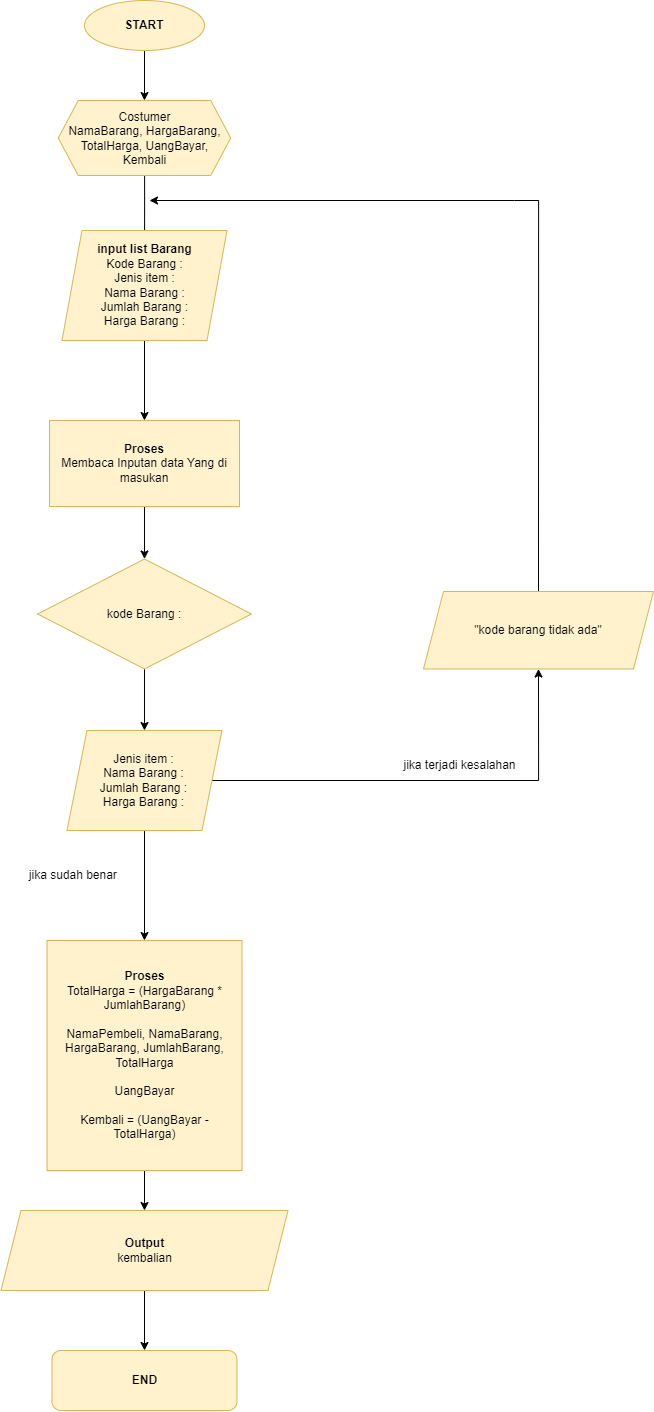 START
Costumer
NamaBarang, HargaBarang,
TotalHarga, UangBayar,
Kembali
input list Barang
Kode Barang :
Jenis item :
Nama Barang :
Jumlah Barang :
Harga Barang :
Proses
Membaca Inputan data Yang di
masukan
kode Barang :
"kode barang tidak ada"
Jenis item :
Nama Barang :
Jumlah Barang :
Harga Barang :
jika terjadi kesalahan
jika sudah benar
Proses
TotalHarga = (HargaBarang *
JumlahBarang)
NamaPembeli, NamaBarang,
HargaBarang, JumlahBarang,
TotalHarga
UangBayar
Kembali = (UangBayar -
TotalHarga)
Output
kembalian
END